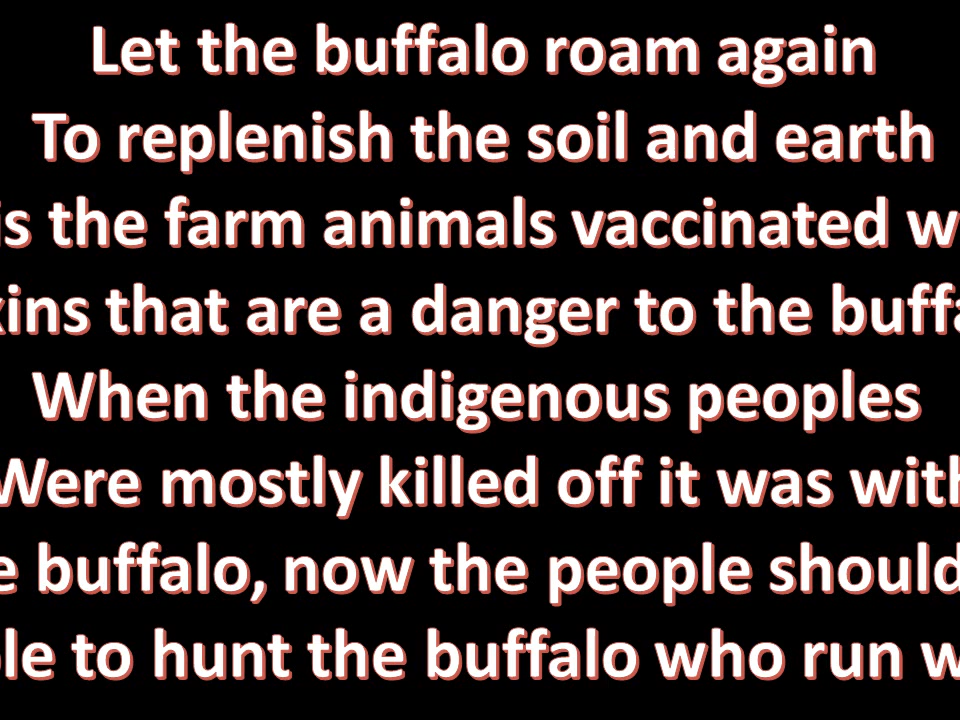 Let the buffalo roam again
To replenish the soil and earth
is the farm animals vaccinated
that are a danger to the
When the indigenous peoples
Were mostly killed off it was with
buffalo, now the people should
to hunt the buffalo who run